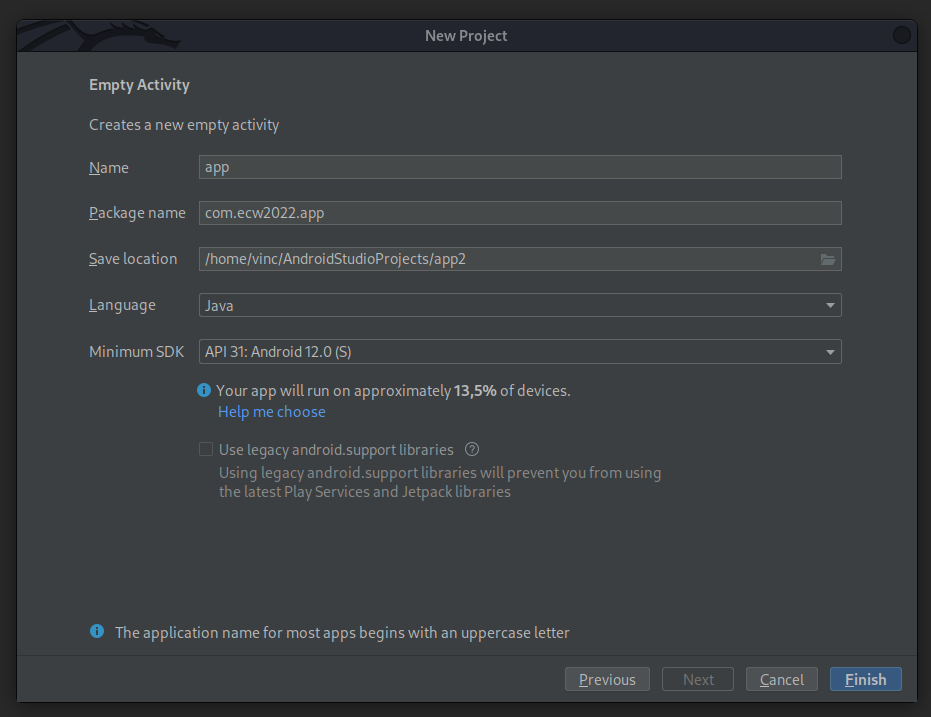 New Project
Empty Activity
Creates a new empty activity
Name app
Package name com.ecw2022.app
Save location /home/vinc/AndroidStudioProjects/app2
Language Java
Minimum SDK API 31: Android 12.0 (S)
Your app will run on approximately 13,5% of devices.
Help me choose
Use legacy android.support libraries ?
Using legacy android.support libraries will prevent you from using
the latest Play Services and Jetpack libraries
The application name for most apps begins with an uppercase letter
Previous Next Cancel Finish